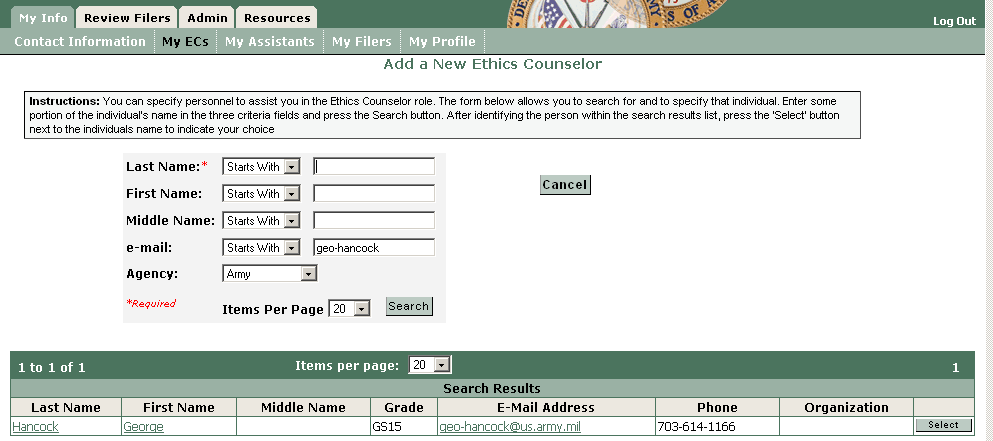 My Info Review Filers Admin Resources
Log Out
Contact Information My ECs My Assistants My Filers My Profile
Add a New Ethics Counselor
Instructions: You can specify personnel to assist you in the Ethics Counselor role. The form below allows you to search for and to specify that individual. Enter some
portion of the individual's name in the three criteria fields and press the Search button. After identifying the person within the search results list, press the 'Select' button
next to the individuals name to indicate your choice
Last Name:* Starts With
Cancel
First Name: Starts With
Middle Name: Starts With
e-mail: Starts With geo-hancock
Agency: Army
*Required Items Per Page 20 Search
1 to 1 of 1 Items per page: 20 1
Search Results
Last Name First Name Middle Name Grade E-Mail Address Phone Organization
Hancock George GS15 geo-hancock@us.army.mil 703-614-1166 Select